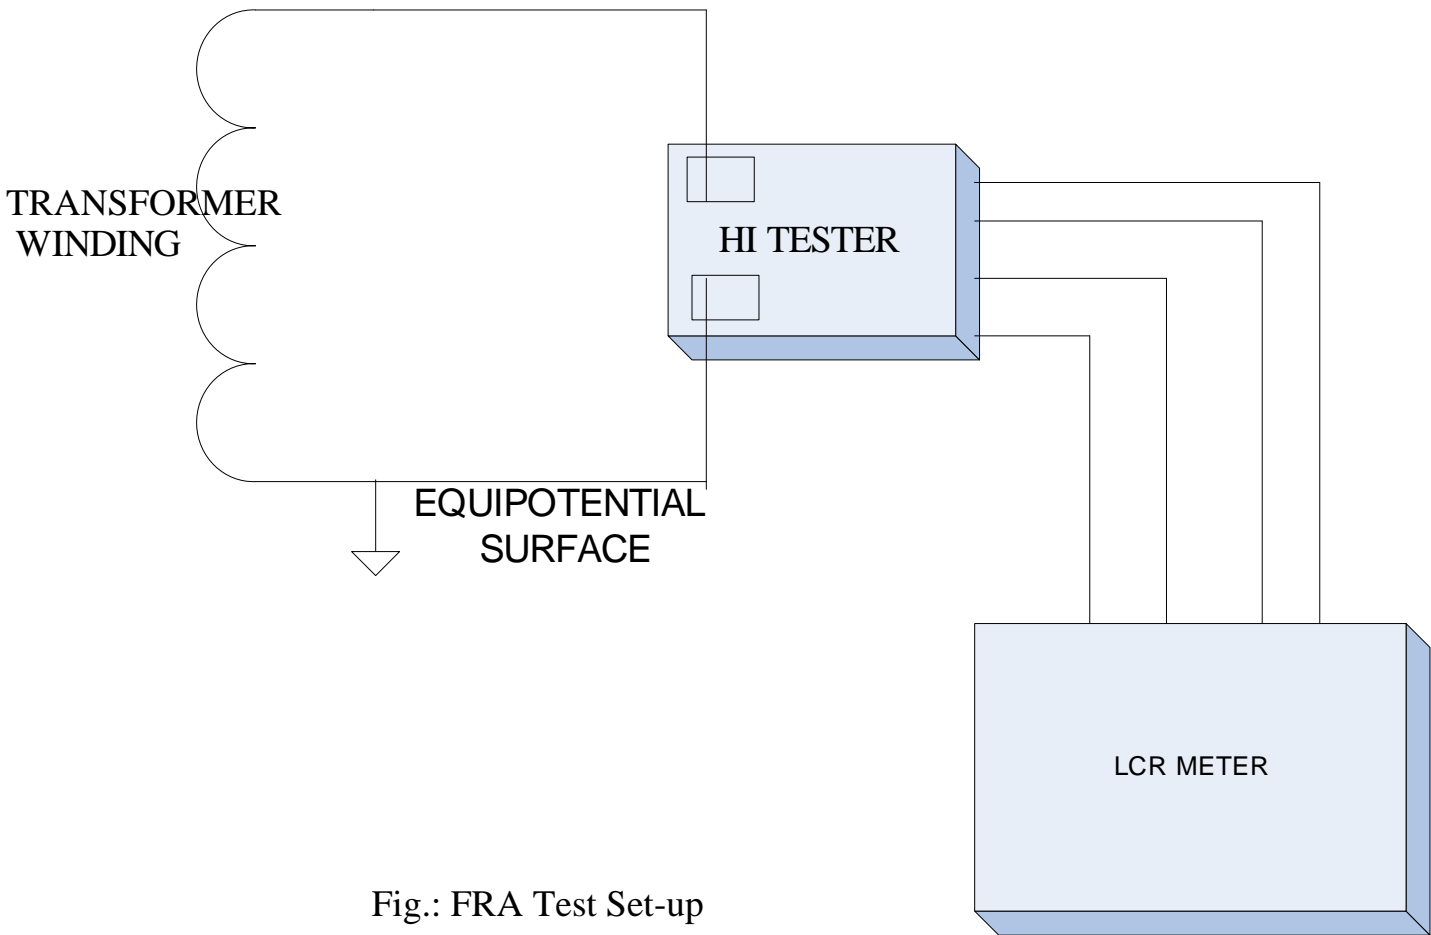 TRANSFORMER
WINDING
HI TESTER
EQUIPOTENTIAL
SURFACE
LCR METER
Fig.: FRA Test Set-up